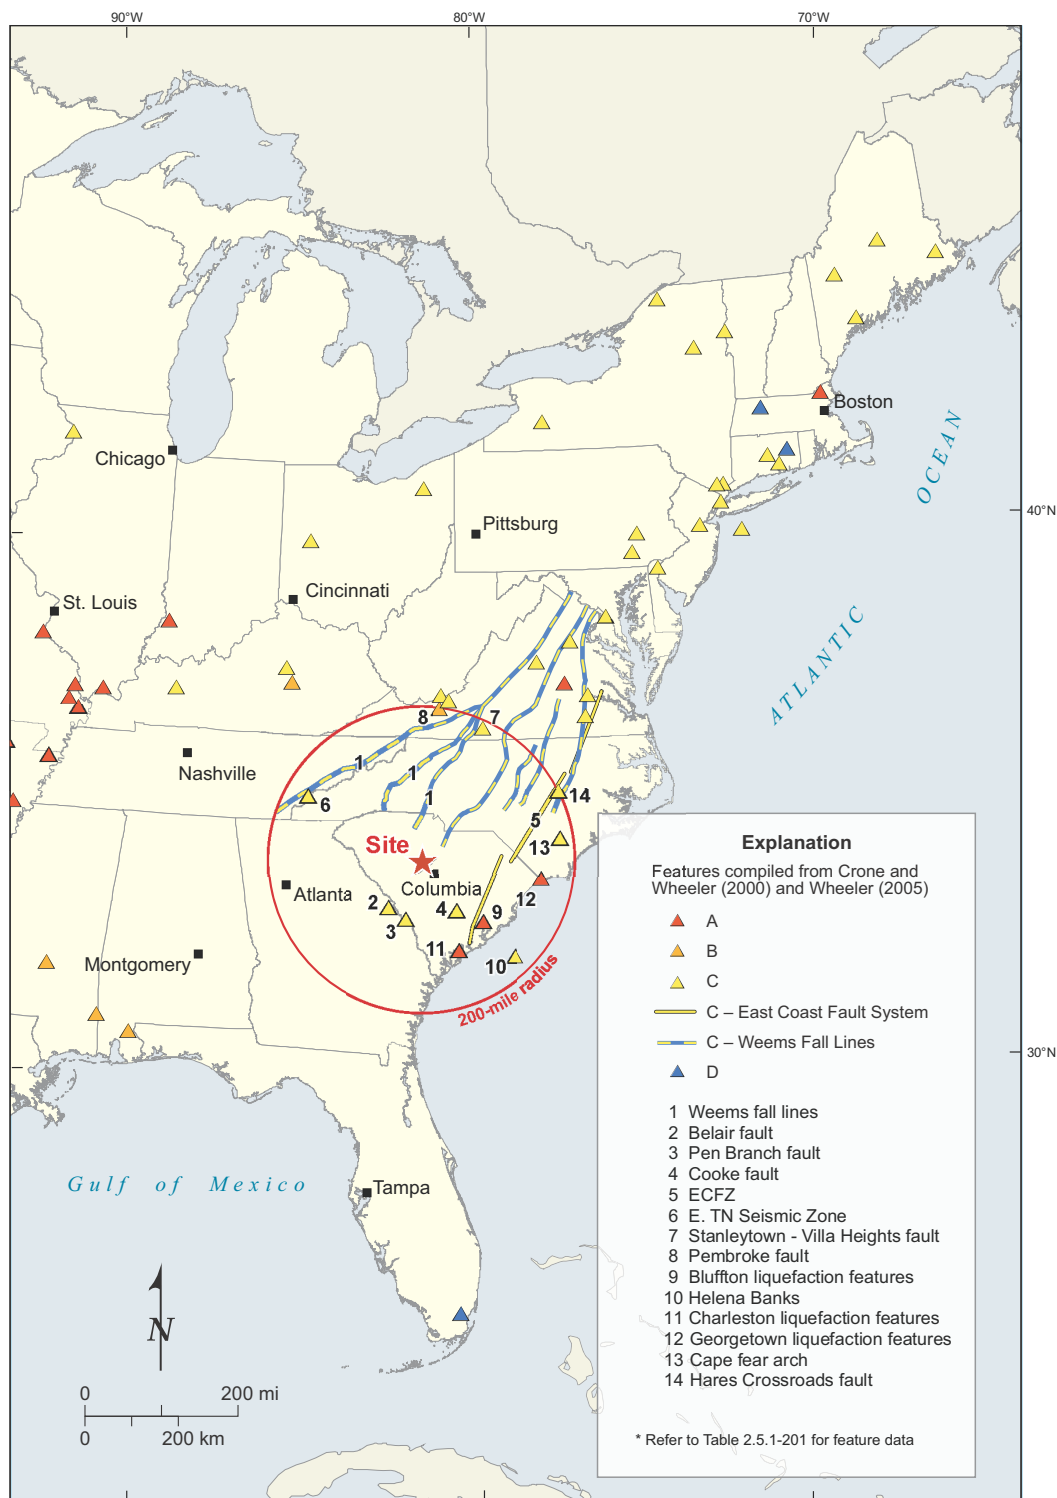 90°W
80°W
70°W
Boston
Chicago
OCEAN
40°N
Pittsburg
Cincinnati
St. Louis
ATLANTIC
8
7
1
Nashville
1
1
6
14
5
13
Site
Explanation
Features compiled from Crone and
Wheeler (2000) and Wheeler (2005)
Atlanta
Columbia
12
2
4
9
3
A
11
B
Montgomery
10
C
200-mile radius
C – East Coast Fault System
C – Weems Fall Lines
30°N
D
1 Weems fall lines
2 Belair fault
3 Pen Branch fault
4 Cooke fault
Gulf of Mexico
Tampa
5 ECFZ
6 E. TN Seismic Zone
7 Stanleytown - Villa Heights fault
8 Pembroke fault
9 Bluffton liquefaction features
10 Helena Banks
11 Charleston liquefaction features
12 Georgetown liquefaction features
13 Cape fear arch
14 Hares Crossroads fault
N
0 200 mi
0 200 km
* Refer to Table 2.5.1-201 for feature data